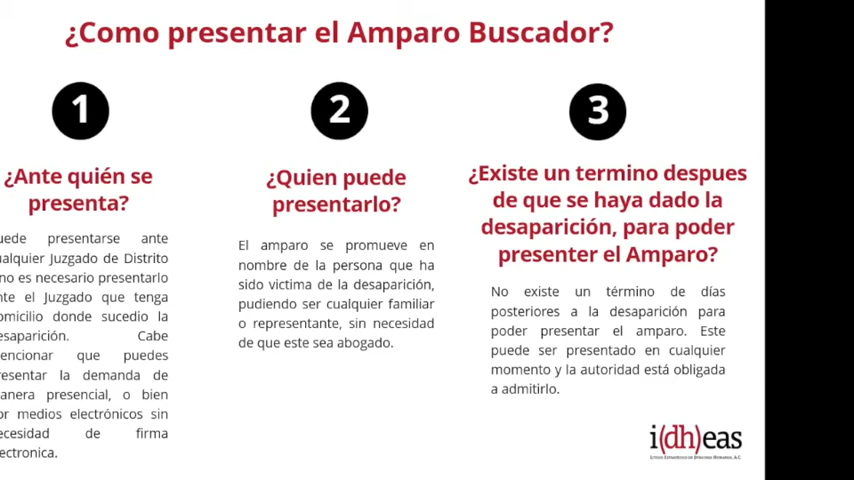 ¿Como presentar el Amparo Buscador?
1
¿Ante quién se
presenta?
uede presentarse ante
ualquier Juzgado de Distrito
no es necesario presentarlo
nte el Juzgado que tenga
omicilio donde sucedio la
esaparición. Cabe
encionar que puedes
resentar la demanda de
anera presencial, o bien
or medios electrónicos sin
ecesidad de firma
ectronica.
2
¿Quien puede
presentarlo?
El amparo se promueve en
nombre de la persona que ha
sido victima de la desaparición,
pudiendo ser cualquier familiar
o representante, sin necesidad
de que este sea abogado.
3
¿Existe un termino despues
de que se haya dado la
desaparición, para poder
presenter el Amparo?
No existe un término de días
posteriores a la desaparición para
poder presentar el amparo. Este
puede ser presentado en cualquier
momento y la autoridad está obligada
a admitirlo.
i(dh)eas
Litigio Estratégico en Derechos Humanos, A.C